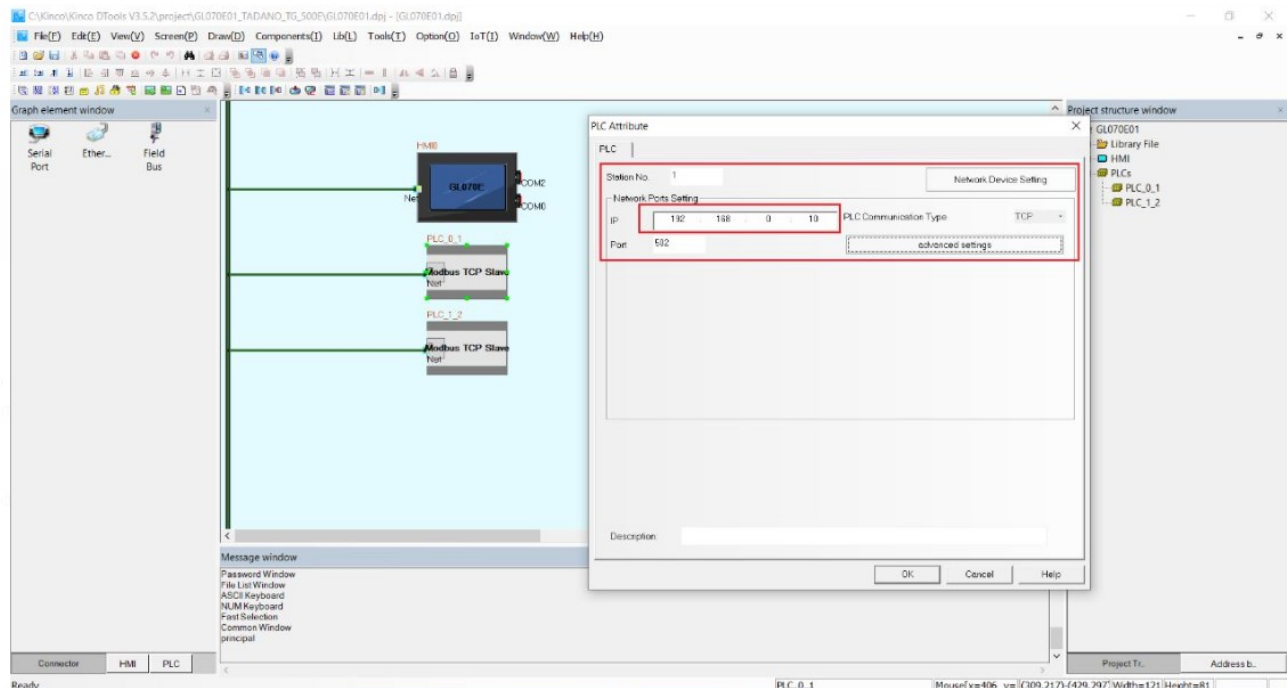 C:\Kinco\Kinco DTools V3.5.2\project\GL070E01_TADANO_TG_500E\GL070E01.dpj - [GL070E01.dpj]
File(F) Edit(E) View(V) Screen(P) Draw(D) Components(I) Lib(L) Tools(T) Option(O) IoT(I) Window(W) Help(H)
Graph element window
Serial Port
Ether...
Field Bus
HMI0
GL070E
COM2
COM0
Net
PLC_0_1
Modbus TCP Slave
Net
PLC_1_2
Modbus TCP Slave
Net
PLC Attribute
PLC
Station No. 1
Network Device Setting
Network Ports Setting
IP 192 . 168 . 0 . 10
PLC Communication Type TCP
Port 502
advanced settings
Description
OK Cancel Help
Project structure window
GL070E01
Library File
HMI
PLCs
PLC_0_1
PLC_1_2
Message window
Password Window
File List Window
ASCII Keyboard
NUM Keyboard
Fast Selection
Common Window
principal
Connector HMI PLC
Project Tr.. Address b..
Ready
PLC_0_1
Width=121 Height=81